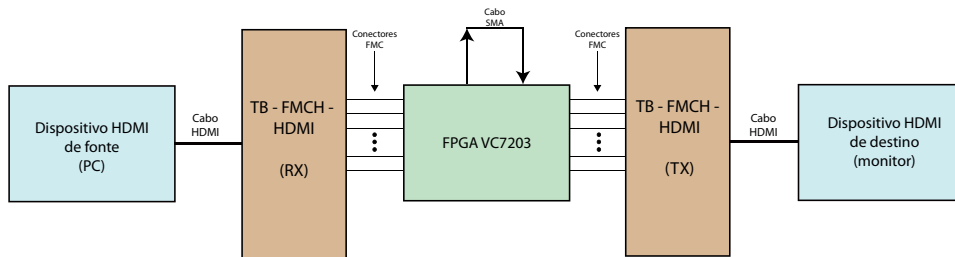 Dispositivo HDMI
de fonte
(PC)
Cabo
HDMI
TB - FMCH -
HDMI
(RX)
Conectores
FMC
Cabo
SMA
FPGA VC7203
Conectores
FMC
TB - FMCH -
HDMI
(TX)
Cabo
HDMI
Dispositivo HDMI
de destino
(monitor)